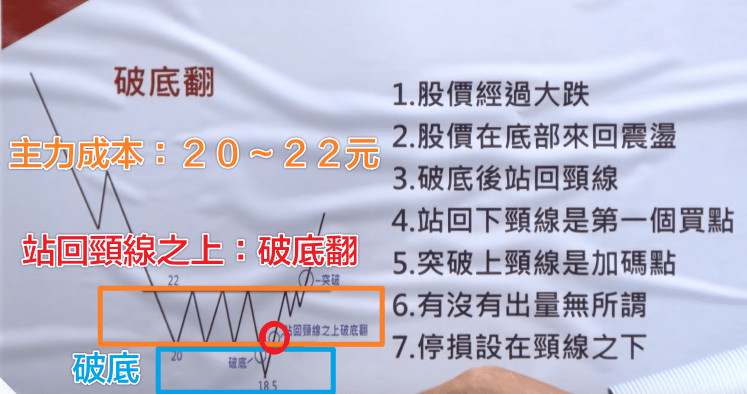 破底翻
主力成本：２０～２２元
站回頸線之上：破底翻
22
突破
站回頸線之上破底翻
20
破底
破底
18.5
1.股價經過大跌
2.股價在底部來回震盪
3.破底後站回頸線
4.站回下頸線是第一個買點
5.突破上頸線是加碼點
6.有沒有出量無所謂
7.停損設在頸線之下